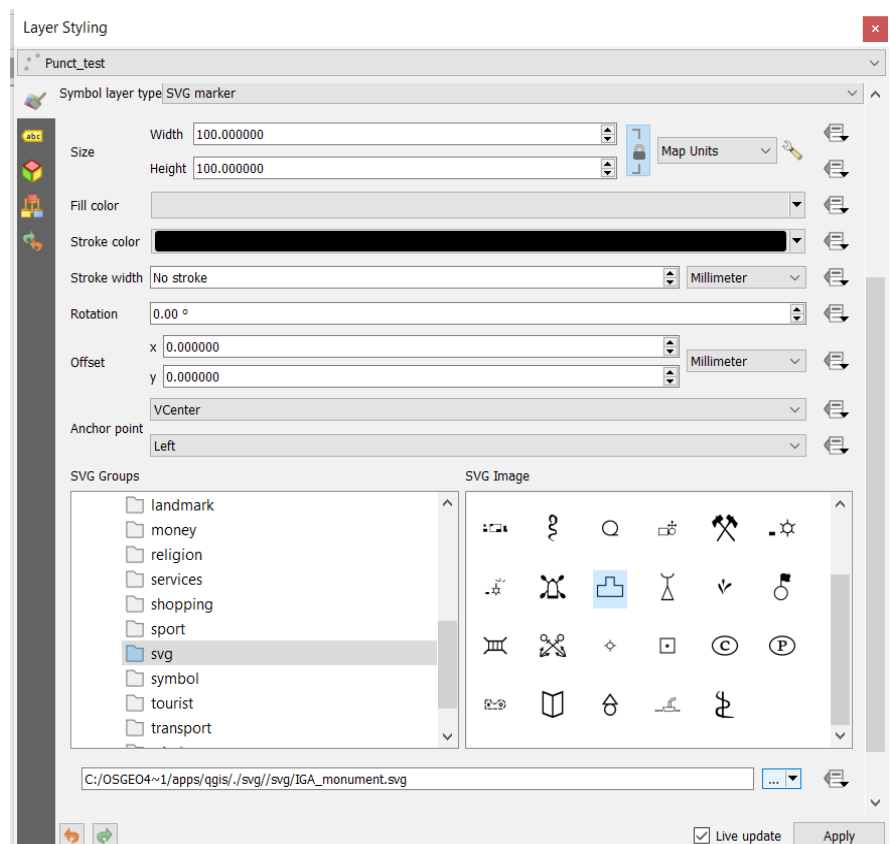 Layer Styling
Punct_test
Symbol layer type SVG marker
abc
Size
Width 100.000000
Height 100.000000
Map Units
Fill color
Stroke color
Stroke width No stroke Millimeter
Rotation 0.00 °
Offset
x 0.000000
y 0.000000
Millimeter
Anchor point
VCenter
Left
SVG Groups
SVG Image
landmark
money
religion
services
shopping
sport
svg
symbol
tourist
transport
C
P
C:/OSGEO4~1/apps/qgis/./svg//svg/IGA_monument.svg
...
Live update
Apply